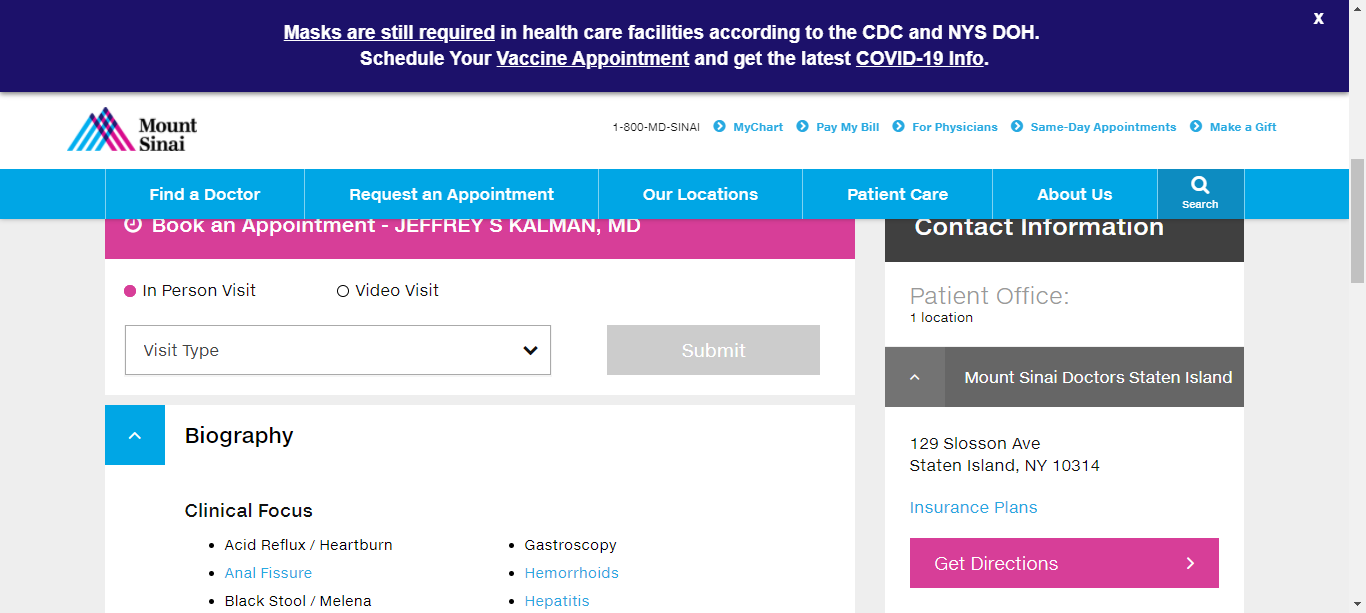 Masks are still required in health care facilities according to the CDC and NYS DOH.
Schedule Your Vaccine Appointment and get the latest COVID-19 Info.
X
Mount
Sinai
1-800-MD-SINAI MyChart Pay My Bill For Physicians Same-Day Appointments Make a Gift
Find a Doctor Request an Appointment Our Locations Patient Care About Us Search
Book an Appointment - JEFFREY S KALMAN, MD
In Person Visit Video Visit
Visit Type Submit
Biography
Clinical Focus
Acid Reflux / Heartburn
Anal Fissure
Black Stool / Melena
Gastroscopy
Hemorrhoids
Hepatitis
Contact Information
Patient Office:
1 location
Mount Sinai Doctors Staten Island
129 Slosson Ave
Staten Island, NY 10314
Insurance Plans
Get Directions